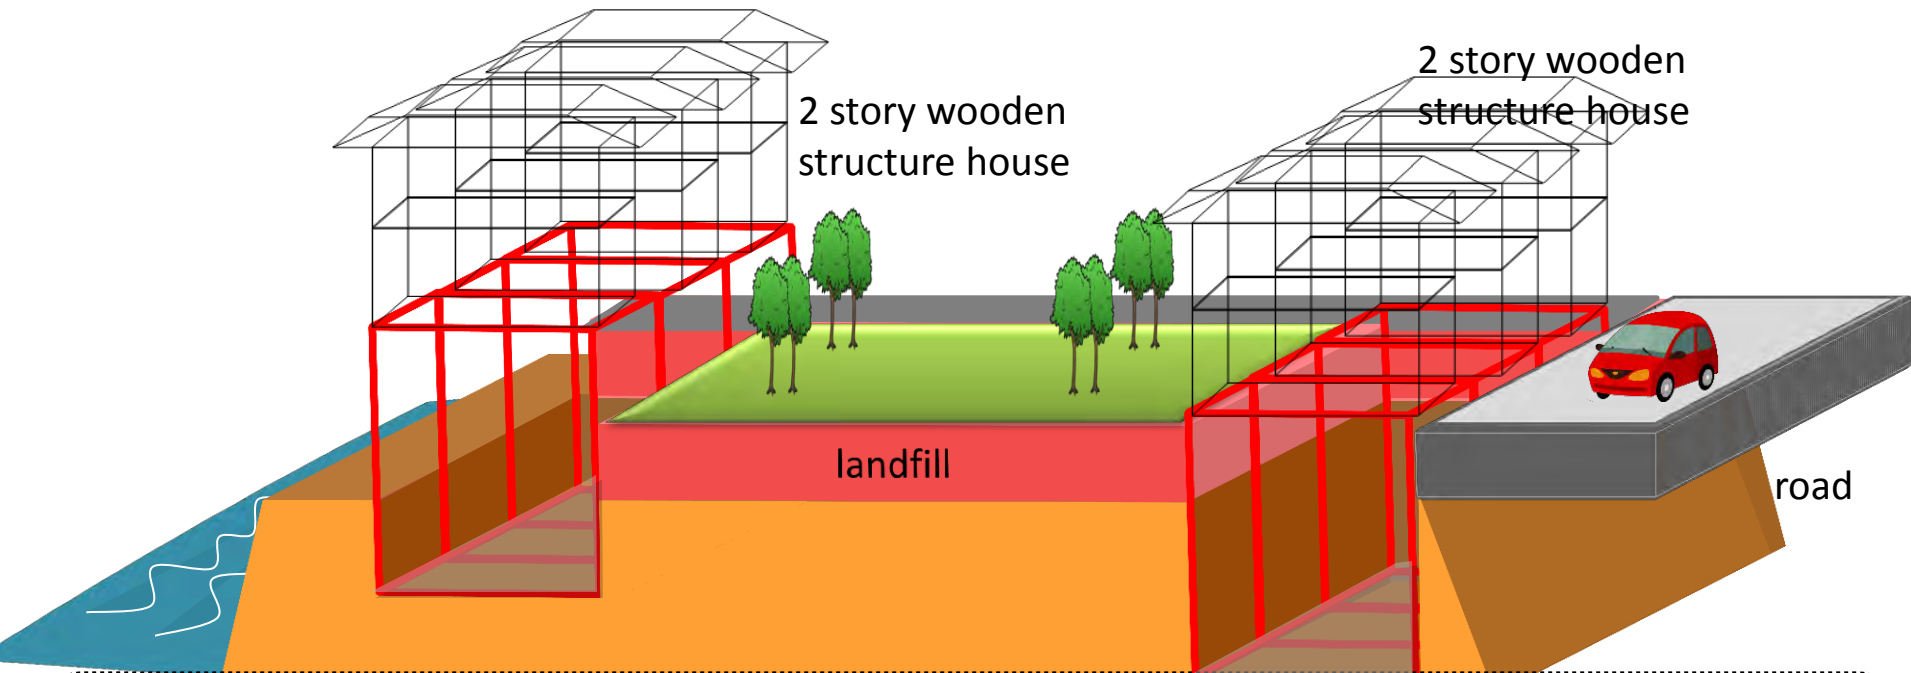 2 story wooden
structure house
2 story wooden
structure house
landfill
road